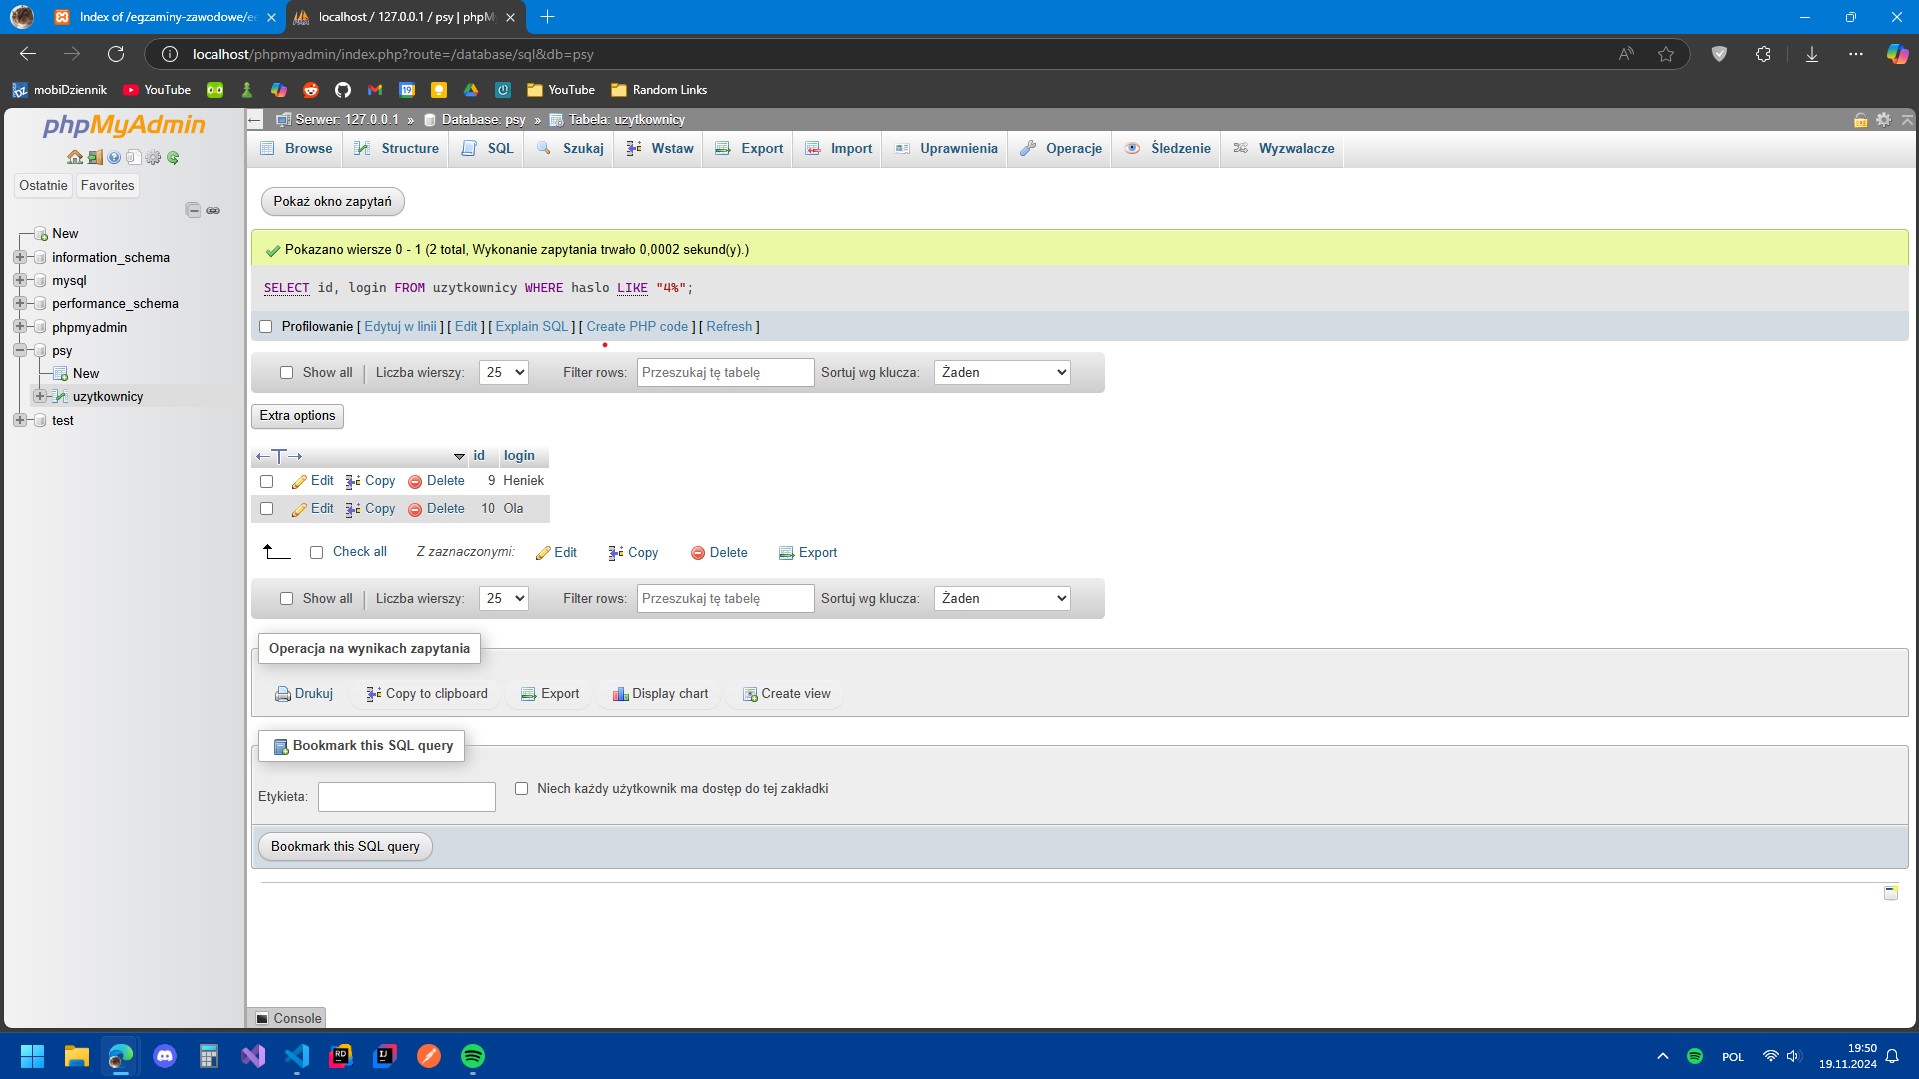 Index of /egzaminy-zawodowe/ee
localhost / 127.0.0.1 / psy | phpM
localhost/phpmyadmin/index.php?route=/database/sql&db=psy
mobiDziennik
YouTube
YouTube
Random Links
phpMyAdmin
Ostatnie
Favorites
New
information_schema
mysql
performance_schema
phpmyadmin
psy
New
uzytkownicy
test
Serwer: 127.0.0.1 » Database: psy » Tabela: uzytkownicy
Browse
Structure
SQL
Szukaj
Wstaw
Export
Import
Uprawnienia
Operacje
Śledzenie
Wyzwalacze
Pokaż okno zapytań
Pokazano wiersze 0 - 1 (2 total, Wykonanie zapytania trwało 0,0002 sekund(y).)
SELECT id, login FROM uzytkownicy WHERE haslo LIKE "4%";
Profilowanie [ Edytuj w linii ] [ Edit ] [ Explain SQL ] [ Create PHP code ] [ Refresh ]
Show all | Liczba wierszy: 25 Filter rows: Przeszukaj tę tabelę Sortuj wg klucza: Żaden
Extra options
←T→ id login
Edit Copy Delete 9 Heniek
Edit Copy Delete 10 Ola
Check all Z zaznaczonymi: Edit Copy Delete Export
Show all | Liczba wierszy: 25 Filter rows: Przeszukaj tę tabelę Sortuj wg klucza: Żaden
Operacja na wynikach zapytania
Drukuj Copy to clipboard Export Display chart Create view
Bookmark this SQL query
Etykieta: Niech każdy użytkownik ma dostęp do tej zakładki
Bookmark this SQL query
Console
POL
19:50
19.11.2024